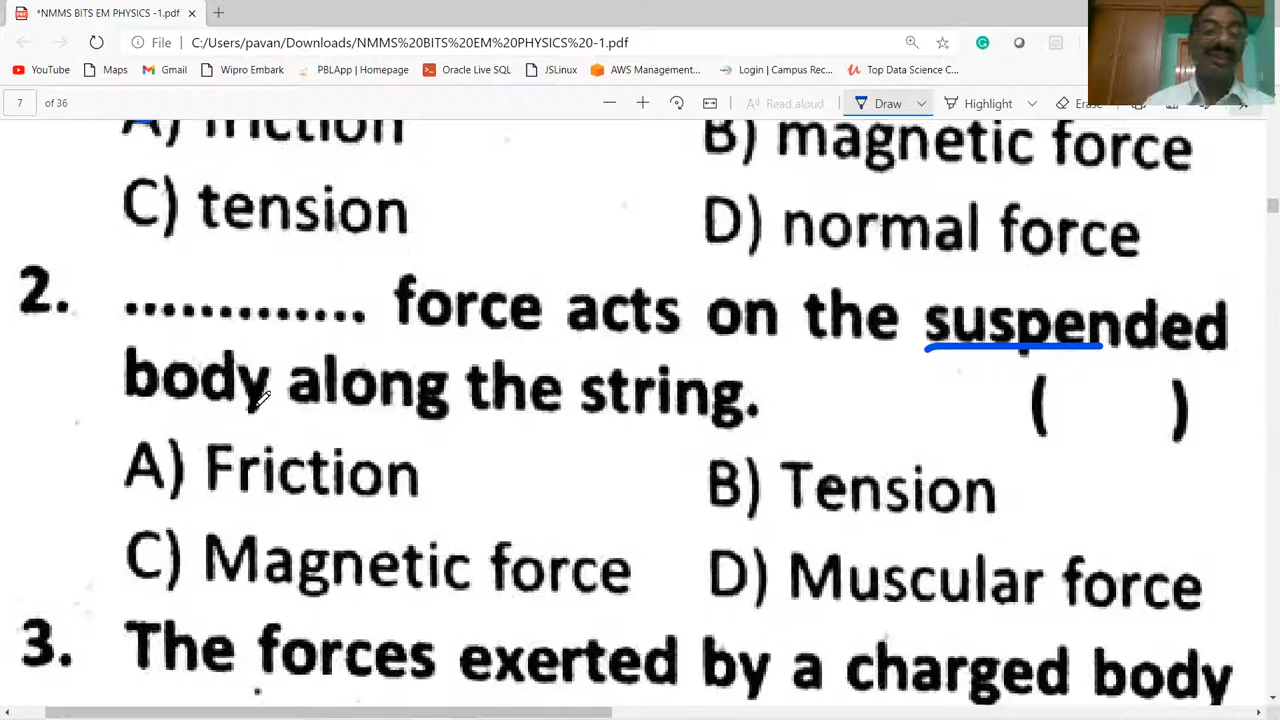 *NMMS BITS EM PHYSICS -1.pdf
File C:/Users/pavan/Downloads/NMMS%20BITS%20EM%20PHYSICS%20-1.pdf
YouTube Maps Gmail Wipro Embark PBLApp | Homepage Oracle Live SQL JSLinux AWS Management... Login | Campus Rec... Top Data Science C...
7 of 36 Read aloud Draw Highlight Erase
A) friction B) magnetic force
C) tension D) normal force
2. ............. force acts on the suspended
body along the string. ( )
A) Friction B) Tension
C) Magnetic force D) Muscular force
3. The forces exerted by a charged body